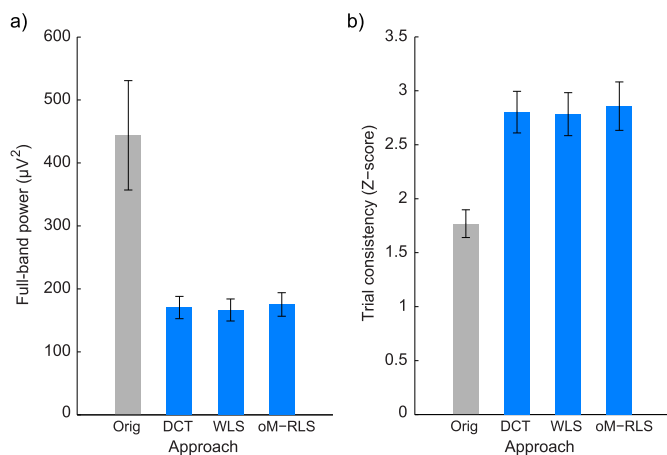 a)
Full-band power (µV²)
600
500
400
300
200
100
0
Orig DCT WLS oM−RLS
Approach
b)
Trial consistency (Z−score)
3.5
3
2.5
2
1.5
1
0.5
0
Orig DCT WLS oM−RLS
Approach